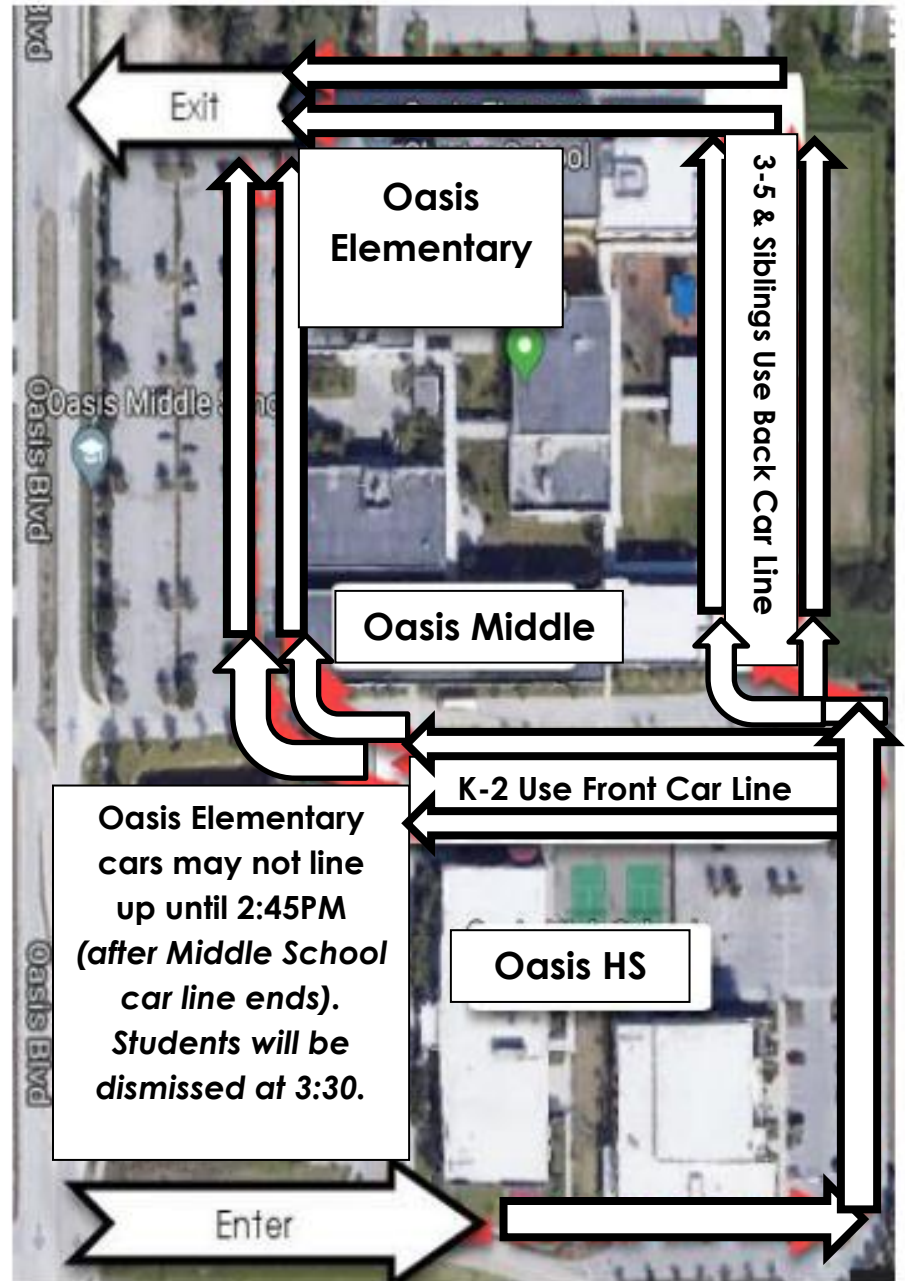 Blvd
Exit
School
Oasis
Elementary
3-5 & Siblings Use Back Car Line
Oasis Middle
Oasis Blvd
Oasis Middle
K-2 Use Front Car Line
Oasis Elementary
cars may not line
up until 2:45PM
(after Middle School
car line ends).
Students will be
dismissed at 3:30.
Oasis HS
Oasis Blvd
Enter